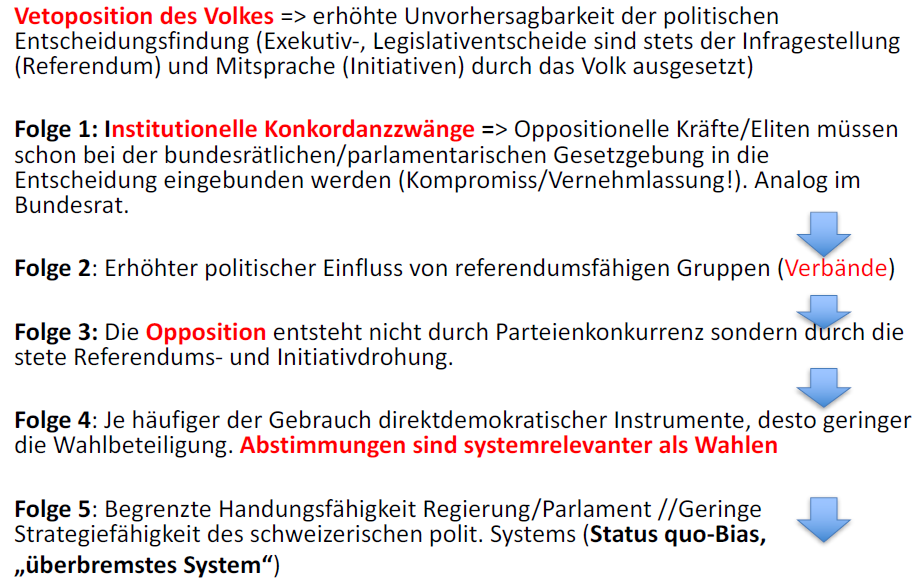 Vetoposition des Volkes => erhöhte Unvorhersagbarkeit der politischen
Entscheidungsfindung (Exekutiv-, Legislativentscheide sind stets der Infragestellung
(Referendum) und Mitsprache (Initiativen) durch das Volk ausgesetzt)
Folge 1: Institutionelle Konkordanzzwänge => Oppositionelle Kräfte/Eliten müssen
schon bei der bundesrätlichen/parlamentarischen Gesetzgebung in die
Entscheidung eingebunden werden (Kompromiss/Vernehmlassung!). Analog im
Bundesrat.
Folge 2: Erhöhter politischer Einfluss von referendumsfähigen Gruppen (Verbände)
Folge 3: Die Opposition entsteht nicht durch Parteienkonkurrenz sondern durch die
stete Referendums- und Initiativdrohung.
Folge 4: Je häufiger der Gebrauch direktdemokratischer Instrumente, desto geringer
die Wahlbeteiligung. Abstimmungen sind systemrelevanter als Wahlen
Folge 5: Begrenzte Handungsfähigkeit Regierung/Parlament //Geringe
Strategiefähigkeit des schweizerischen polit. Systems (Status quo-Bias,
„überbremstes System“)